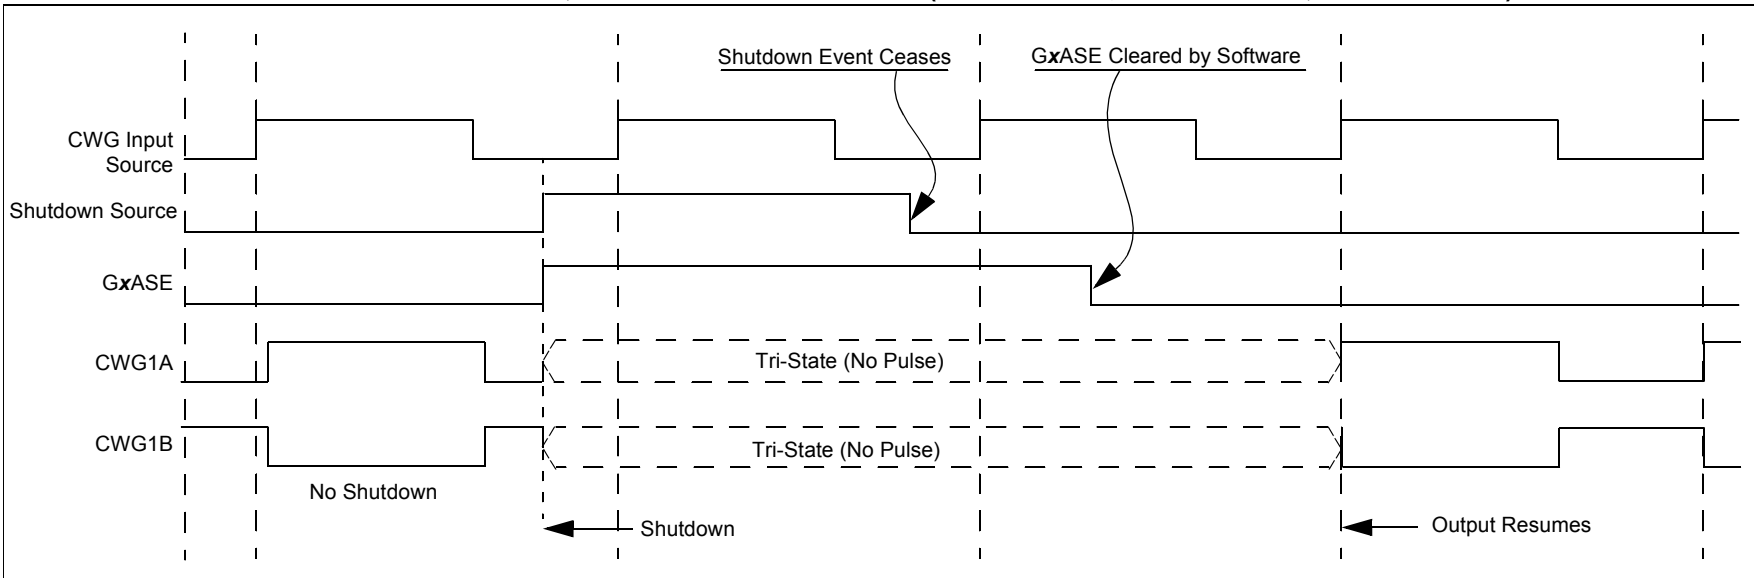 Shutdown Event Ceases
GxASE Cleared by Software
CWG Input
Source
Shutdown Source
GxASE
CWG1A
Tri-State (No Pulse)
CWG1B
Tri-State (No Pulse)
No Shutdown
Shutdown
Output Resumes